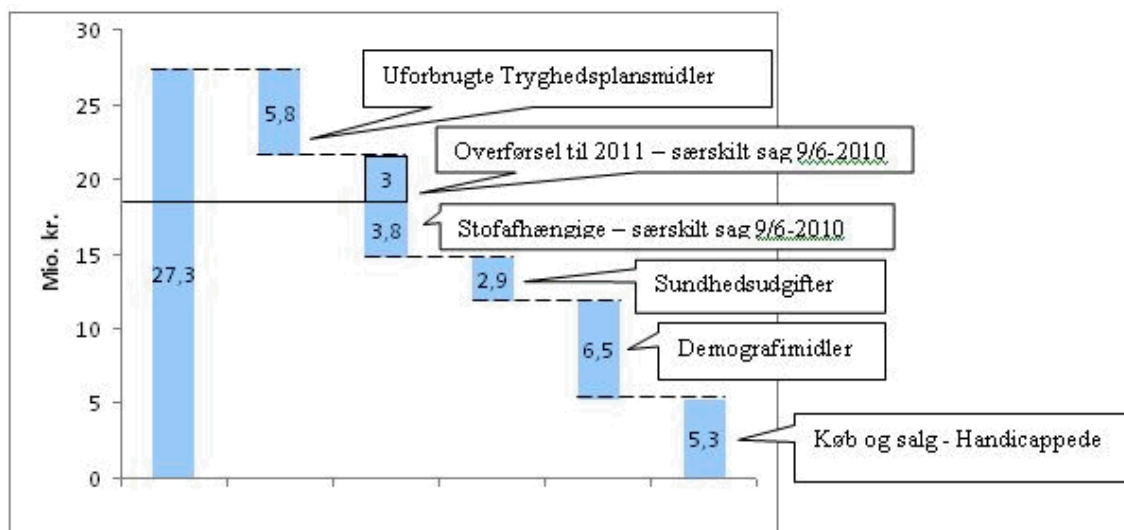 30
25
20
15
10
5
0
Mio. kr.
27,3
5,8
3
3,8
2,9
6,5
5,3
Uforbrugte Tryghedsplansmidler
Overførsel til 2011 – særskilt sag 9/6-2010
Stofafhængige – særskilt sag 9/6-2010
Sundhedsudgifter
Demografimidler
Køb og salg - Handicappede